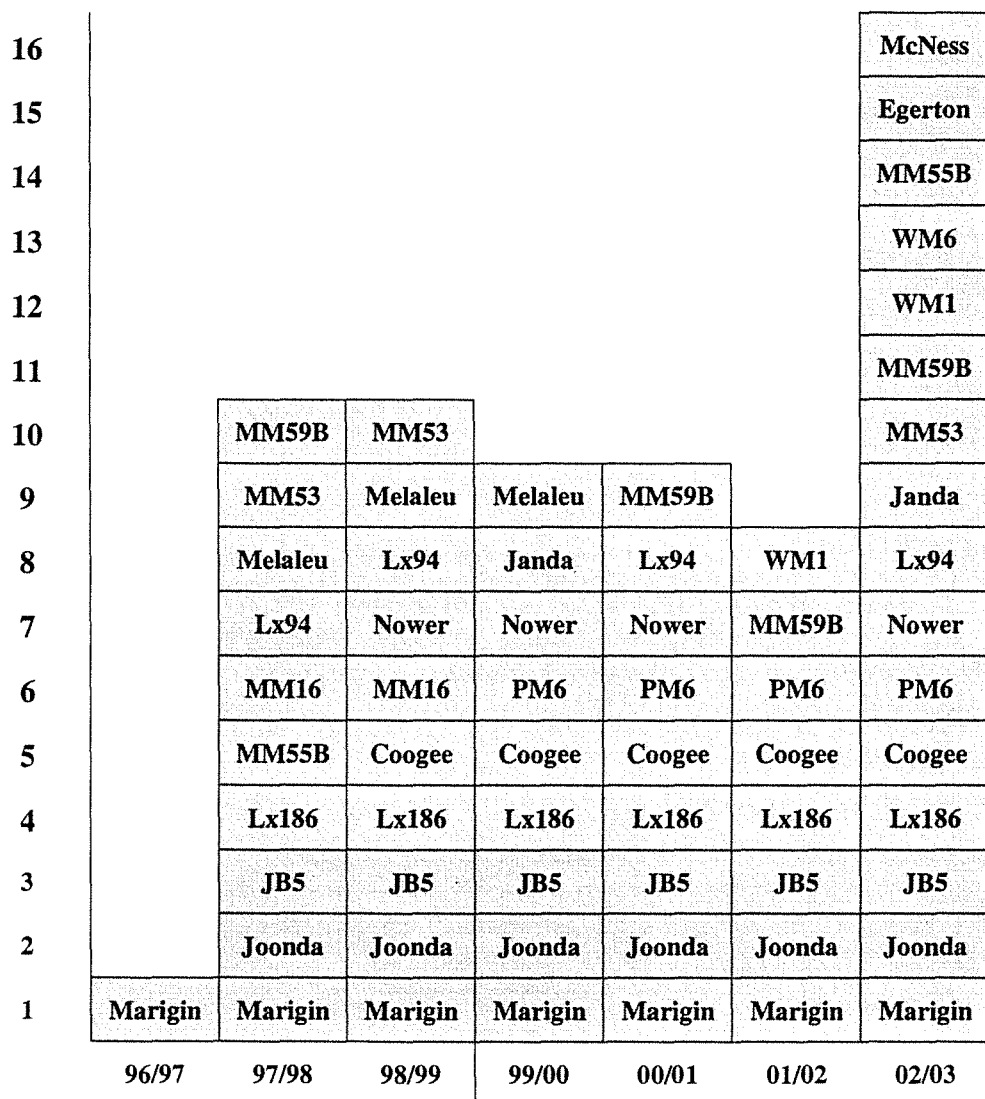 16 McNess
15 Egerton
14 MM55B
13 WM6
12 WM1
11 MM59B
10 MM59B MM53 MM53
9 MM53 Melaleu Melaleu MM59B Janda
8 Melaleu Lx94 Janda Lx94 WM1 Lx94
7 Lx94 Nower Nower Nower MM59B Nower
6 MM16 MM16 PM6 PM6 PM6 PM6
5 MM55B Coogee Coogee Coogee Coogee Coogee
4 Lx186 Lx186 Lx186 Lx186 Lx186 Lx186
3 JB5 JB5 JB5 JB5 JB5 JB5
2 Joonda Joonda Joonda Joonda Joonda Joonda
1 Marigin Marigin Marigin Marigin Marigin Marigin Marigin
96/97 97/98 98/99 99/00 00/01 01/02 02/03